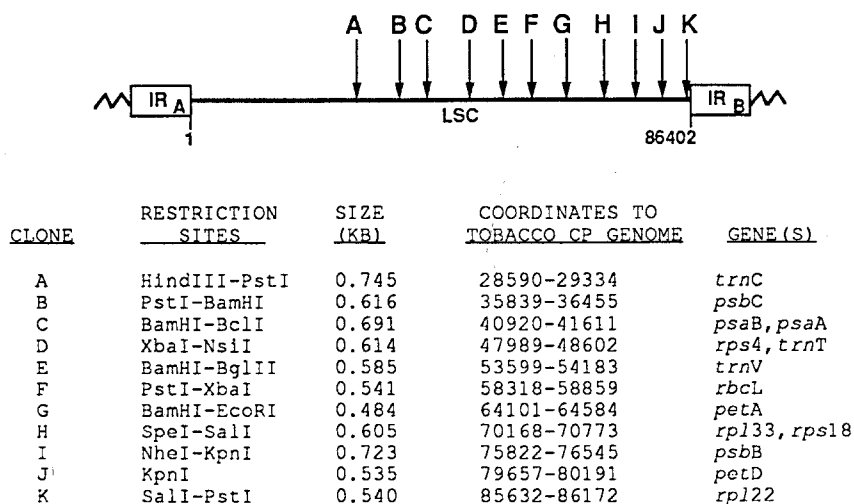 A B C D E F G H I J K
IR A LSC IR B
1 86402
CLONE RESTRICTION SITES SIZE (KB) COORDINATES TO TOBACCO CP GENOME GENE(S)
A HindIII-PstI 0.745 28590-29334 trnC
B PstI-BamHI 0.616 35839-36455 psbC
C BamHI-BclI 0.691 40920-41611 psaB,psaA
D XbaI-NsiI 0.614 47989-48602 rps4,trnT
E BamHI-BglII 0.585 53599-54183 trnV
F PstI-XbaI 0.541 58318-58859 rbcL
G BamHI-EcoRI 0.484 64101-64584 petA
H SpeI-SalI 0.605 70168-70773 rpl33,rps18
I NheI-KpnI 0.723 75822-76545 psbB
J KpnI 0.535 79657-80191 petD
K SalI-PstI 0.540 85632-86172 rpl22